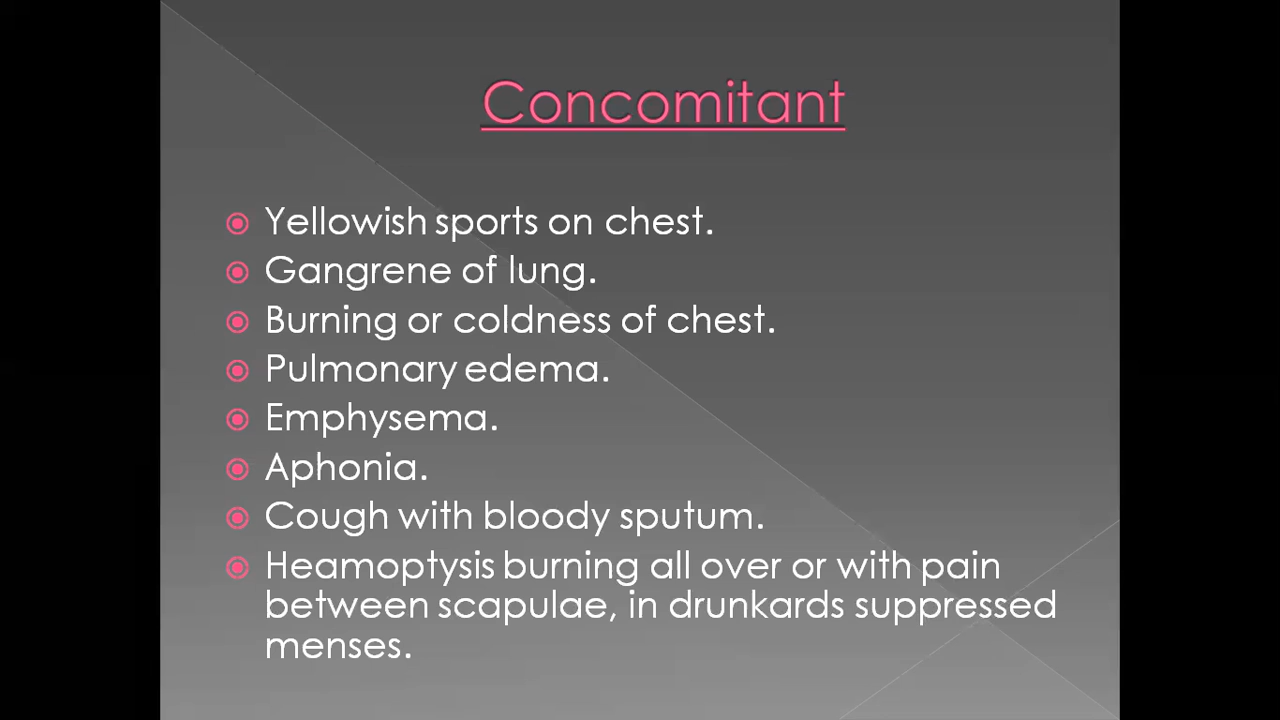 Concomitant
Yellowish sports on chest.
Gangrene of lung.
Burning or coldness of chest.
Pulmonary edema.
Emphysema.
Aphonia.
Cough with bloody sputum.
Heamoptysis burning all over or with pain
between scapulae, in drunkards suppressed
menses.